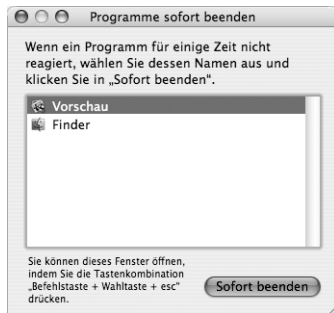 Programme sofort beenden
Wenn ein Programm für einige Zeit nicht
reagiert, wählen Sie dessen Namen aus und
klicken Sie in „Sofort beenden“.
Vorschau
Finder
Sie können dieses Fenster öffnen,
indem Sie die Tastenkombination
„Befehlstaste + Wahltaste + esc“
drücken.
Sofort beenden